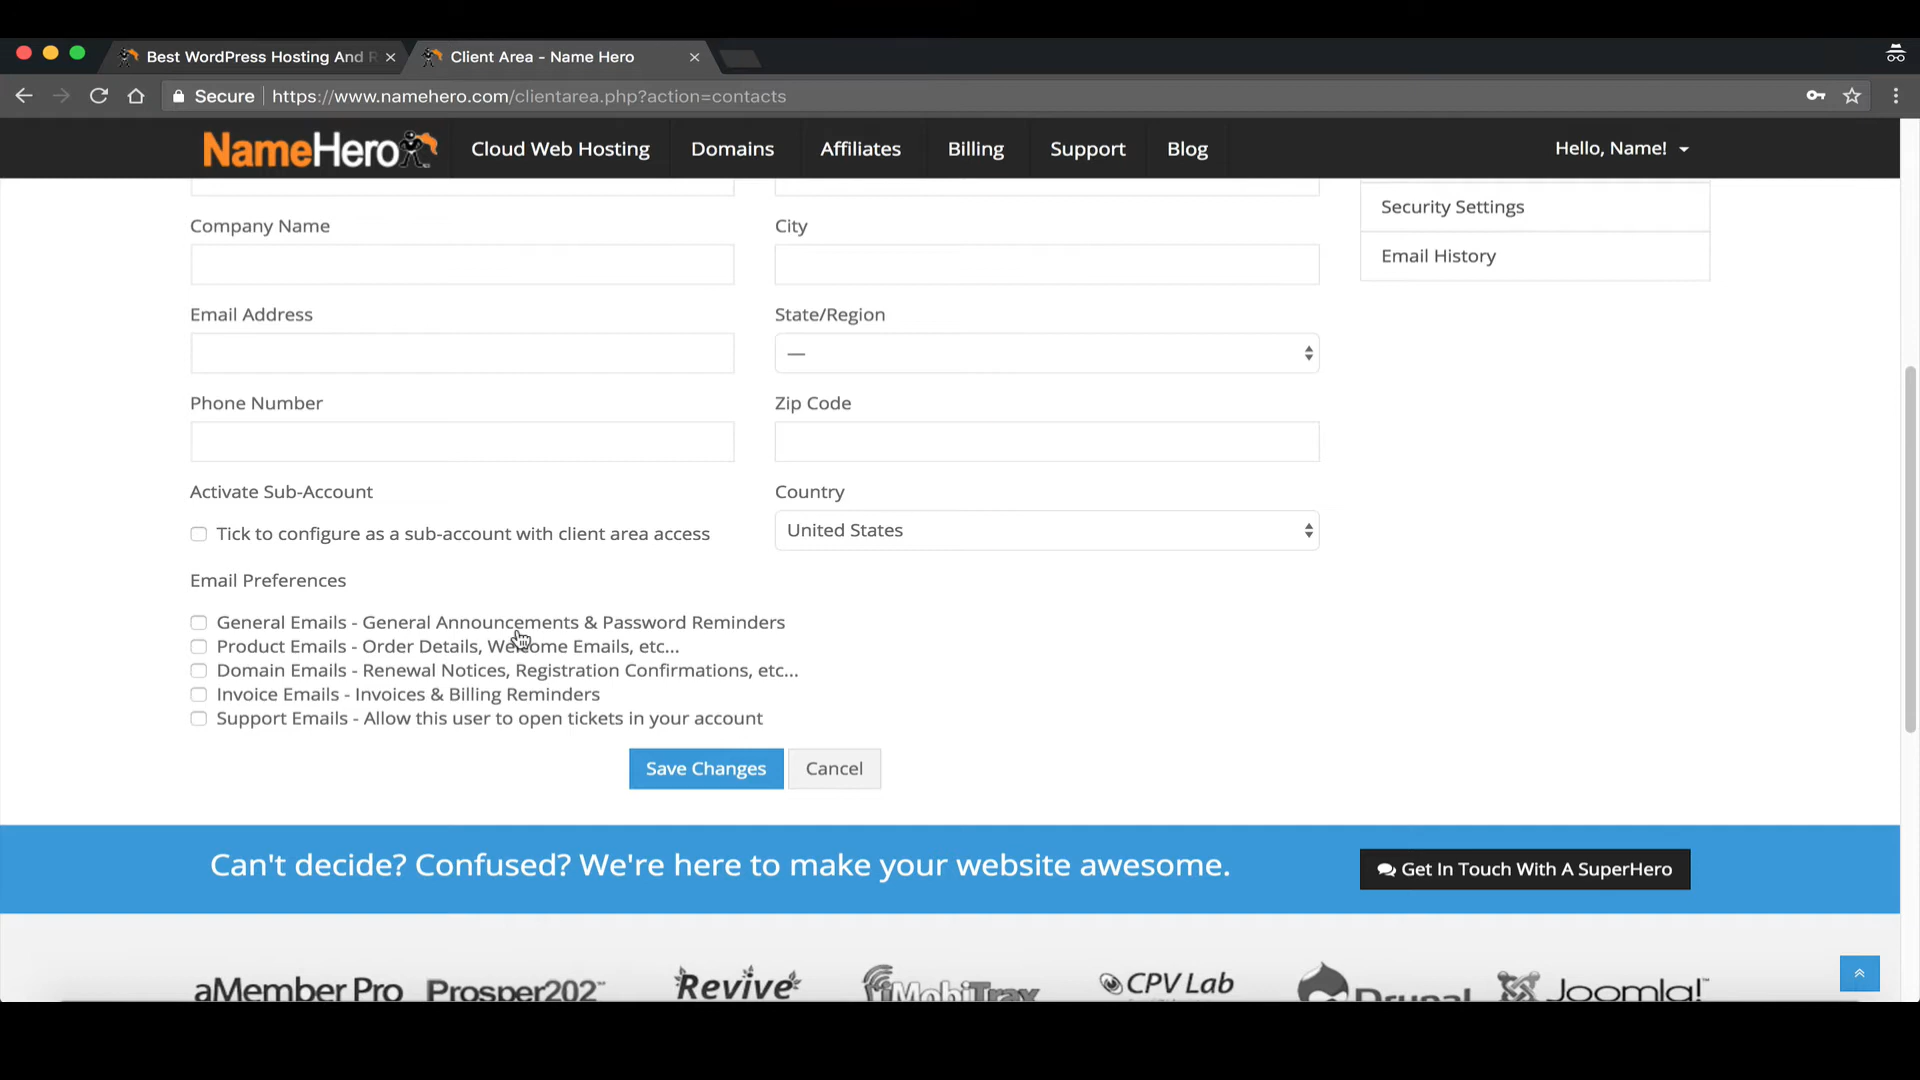 Best WordPress Hosting And R
Client Area - Name Hero
Secure https://www.namehero.com/clientarea.php?action=contacts
NameHero Cloud Web Hosting Domains Affiliates Billing Support Blog Hello, Name!
Security Settings
Email History
Company Name
City
Email Address
State/Region
—
Phone Number
Zip Code
Activate Sub-Account
Tick to configure as a sub-account with client area access
Country
United States
Email Preferences
General Emails - General Announcements & Password Reminders
Product Emails - Order Details, Welcome Emails, etc...
Domain Emails - Renewal Notices, Registration Confirmations, etc...
Invoice Emails - Invoices & Billing Reminders
Support Emails - Allow this user to open tickets in your account
Save Changes Cancel
Can't decide? Confused? We're here to make your website awesome.
Get In Touch With A SuperHero
aMember Pro Prosper202 Revive iMobiTrax CPV Lab Drupal Joomla!